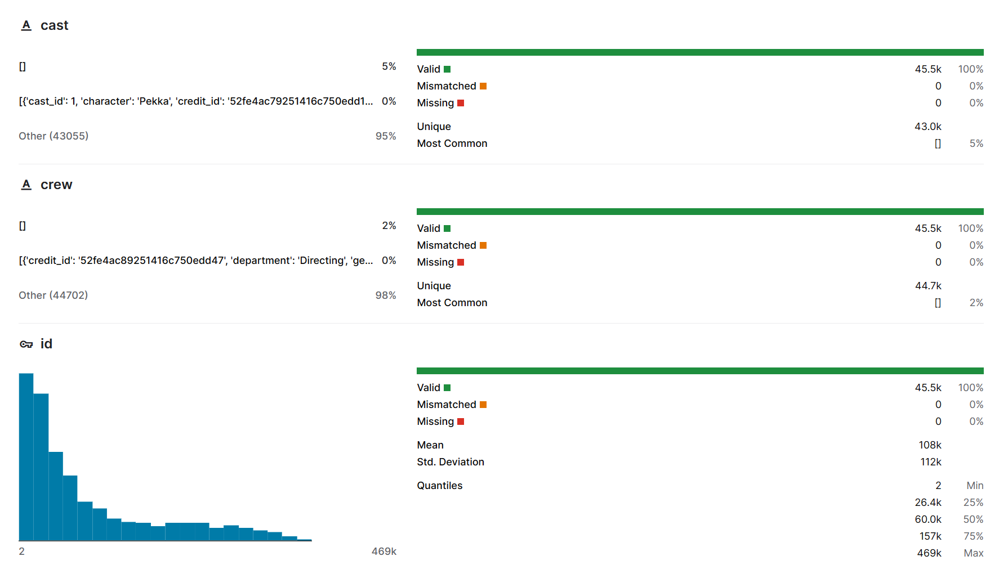 cast
[] 5%
[{'cast_id': 1, 'character': 'Pekka', 'credit_id': '52fe4ac79251416c750edd1... 0%
Other (43055) 95%
Valid 45.5k 100%
Mismatched 0 0%
Missing 0 0%
Unique 43.0k
Most Common [] 5%
crew
[] 2%
[{'credit_id': '52fe4ac89251416c750edd47', 'department': 'Directing', 'ge... 0%
Other (44702) 98%
Valid 45.5k 100%
Mismatched 0 0%
Missing 0 0%
Unique 44.7k
Most Common [] 2%
id
2 469k
Valid 45.5k 100%
Mismatched 0 0%
Missing 0 0%
Mean 108k
Std. Deviation 112k
Quantiles 2 Min
26.4k 25%
60.0k 50%
157k 75%
469k Max